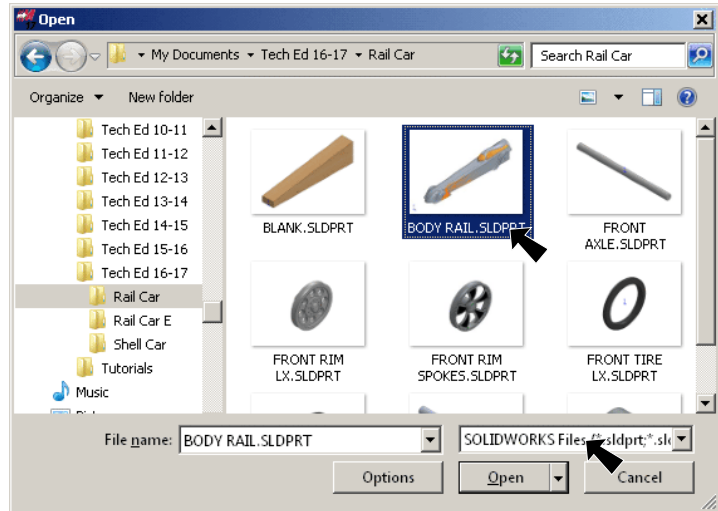 Open
My Documents Tech Ed 16-17 Rail Car
Search Rail Car
Organize New folder
Tech Ed 10-11
Tech Ed 11-12
Tech Ed 12-13
Tech Ed 13-14
Tech Ed 14-15
Tech Ed 15-16
Tech Ed 16-17
Rail Car
Rail Car E
Shell Car
Tutorials
Music
BLANK.SLDPRT
BODY RAIL.SLDPRT
FRONT
AXLE.SLDPRT
FRONT RIM
LX.SLDPRT
FRONT RIM
SPOKES.SLDPRT
FRONT TIRE
LX.SLDPRT
File name: BODY RAIL.SLDPRT
SOLIDWORKS Files (*.sldprt;*.sld
Options Open Cancel